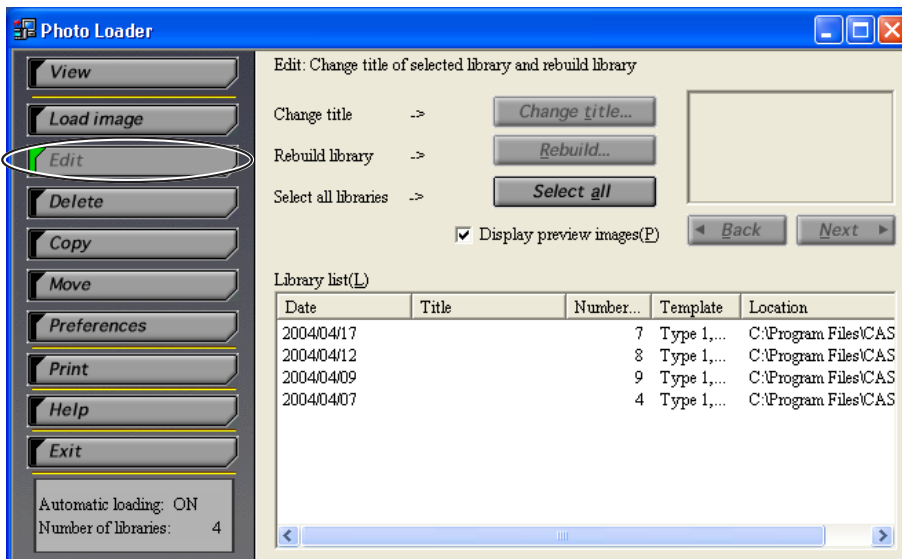 Photo Loader
View
Load image
Edit
Delete
Copy
Move
Preferences
Print
Help
Exit
Automatic loading: ON
Number of libraries: 4
Edit: Change title of selected library and rebuild library
Change title -> Change title...
Rebuild library -> Rebuild...
Select all libraries -> Select all
Display preview images(P)
Back Next
Library list(L)
Date Title Number... Template Location
2004/04/17 7 Type 1,... C:\Program Files\CAS
2004/04/12 8 Type 1,... C:\Program Files\CAS
2004/04/09 9 Type 1,... C:\Program Files\CAS
2004/04/07 4 Type 1,... C:\Program Files\CAS